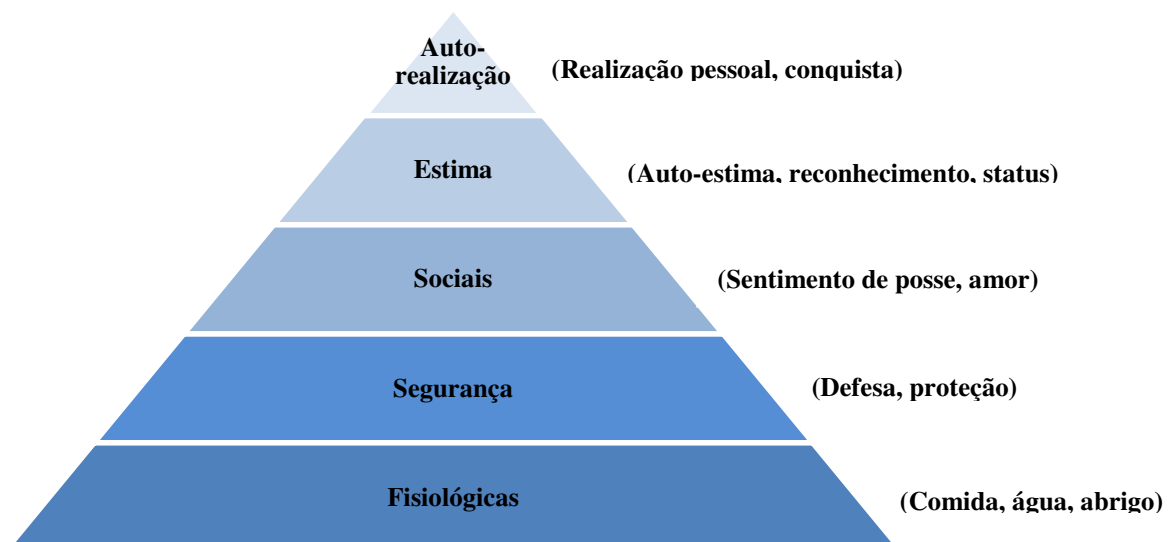 Auto-
realização
(Realização pessoal, conquista)
Estima
(Auto-estima, reconhecimento, status)
Sociais
(Sentimento de posse, amor)
Segurança
(Defesa, proteção)
Fisiológicas
(Comida, água, abrigo)